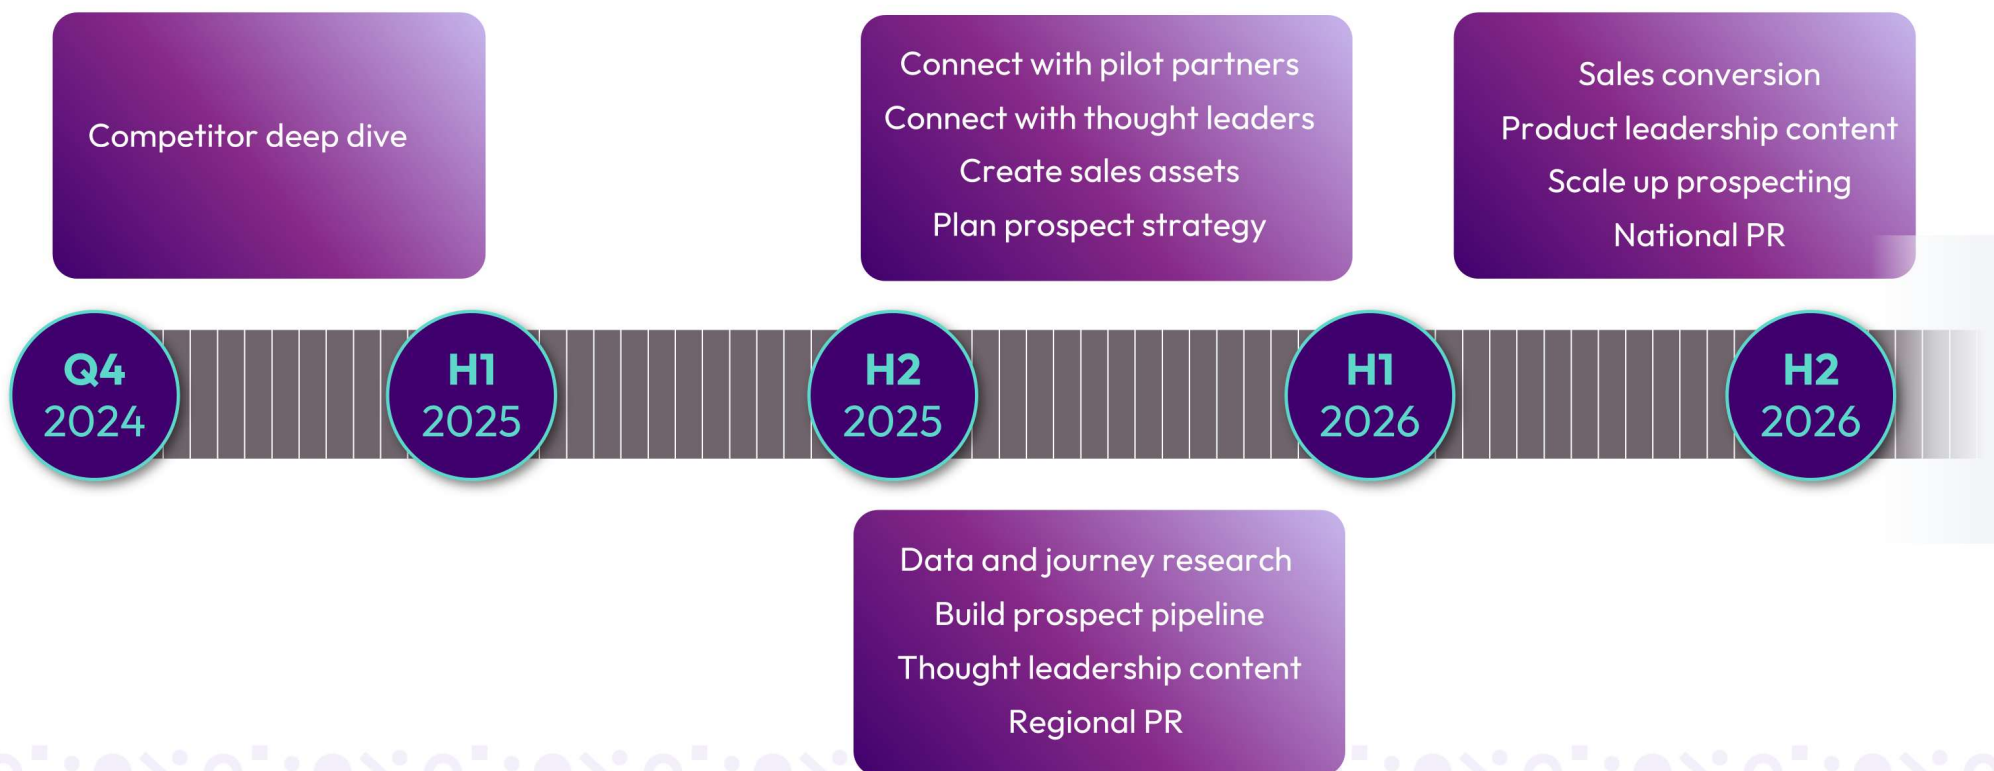 Competitor deep dive
Connect with pilot partners
Connect with thought leaders
Create sales assets
Plan prospect strategy
Sales conversion
Product leadership content
Scale up prospecting
National PR
Q4
2024
H1
2025
H2
2025
H1
2026
H2
2026
Data and journey research
Build prospect pipeline
Thought leadership content
Regional PR